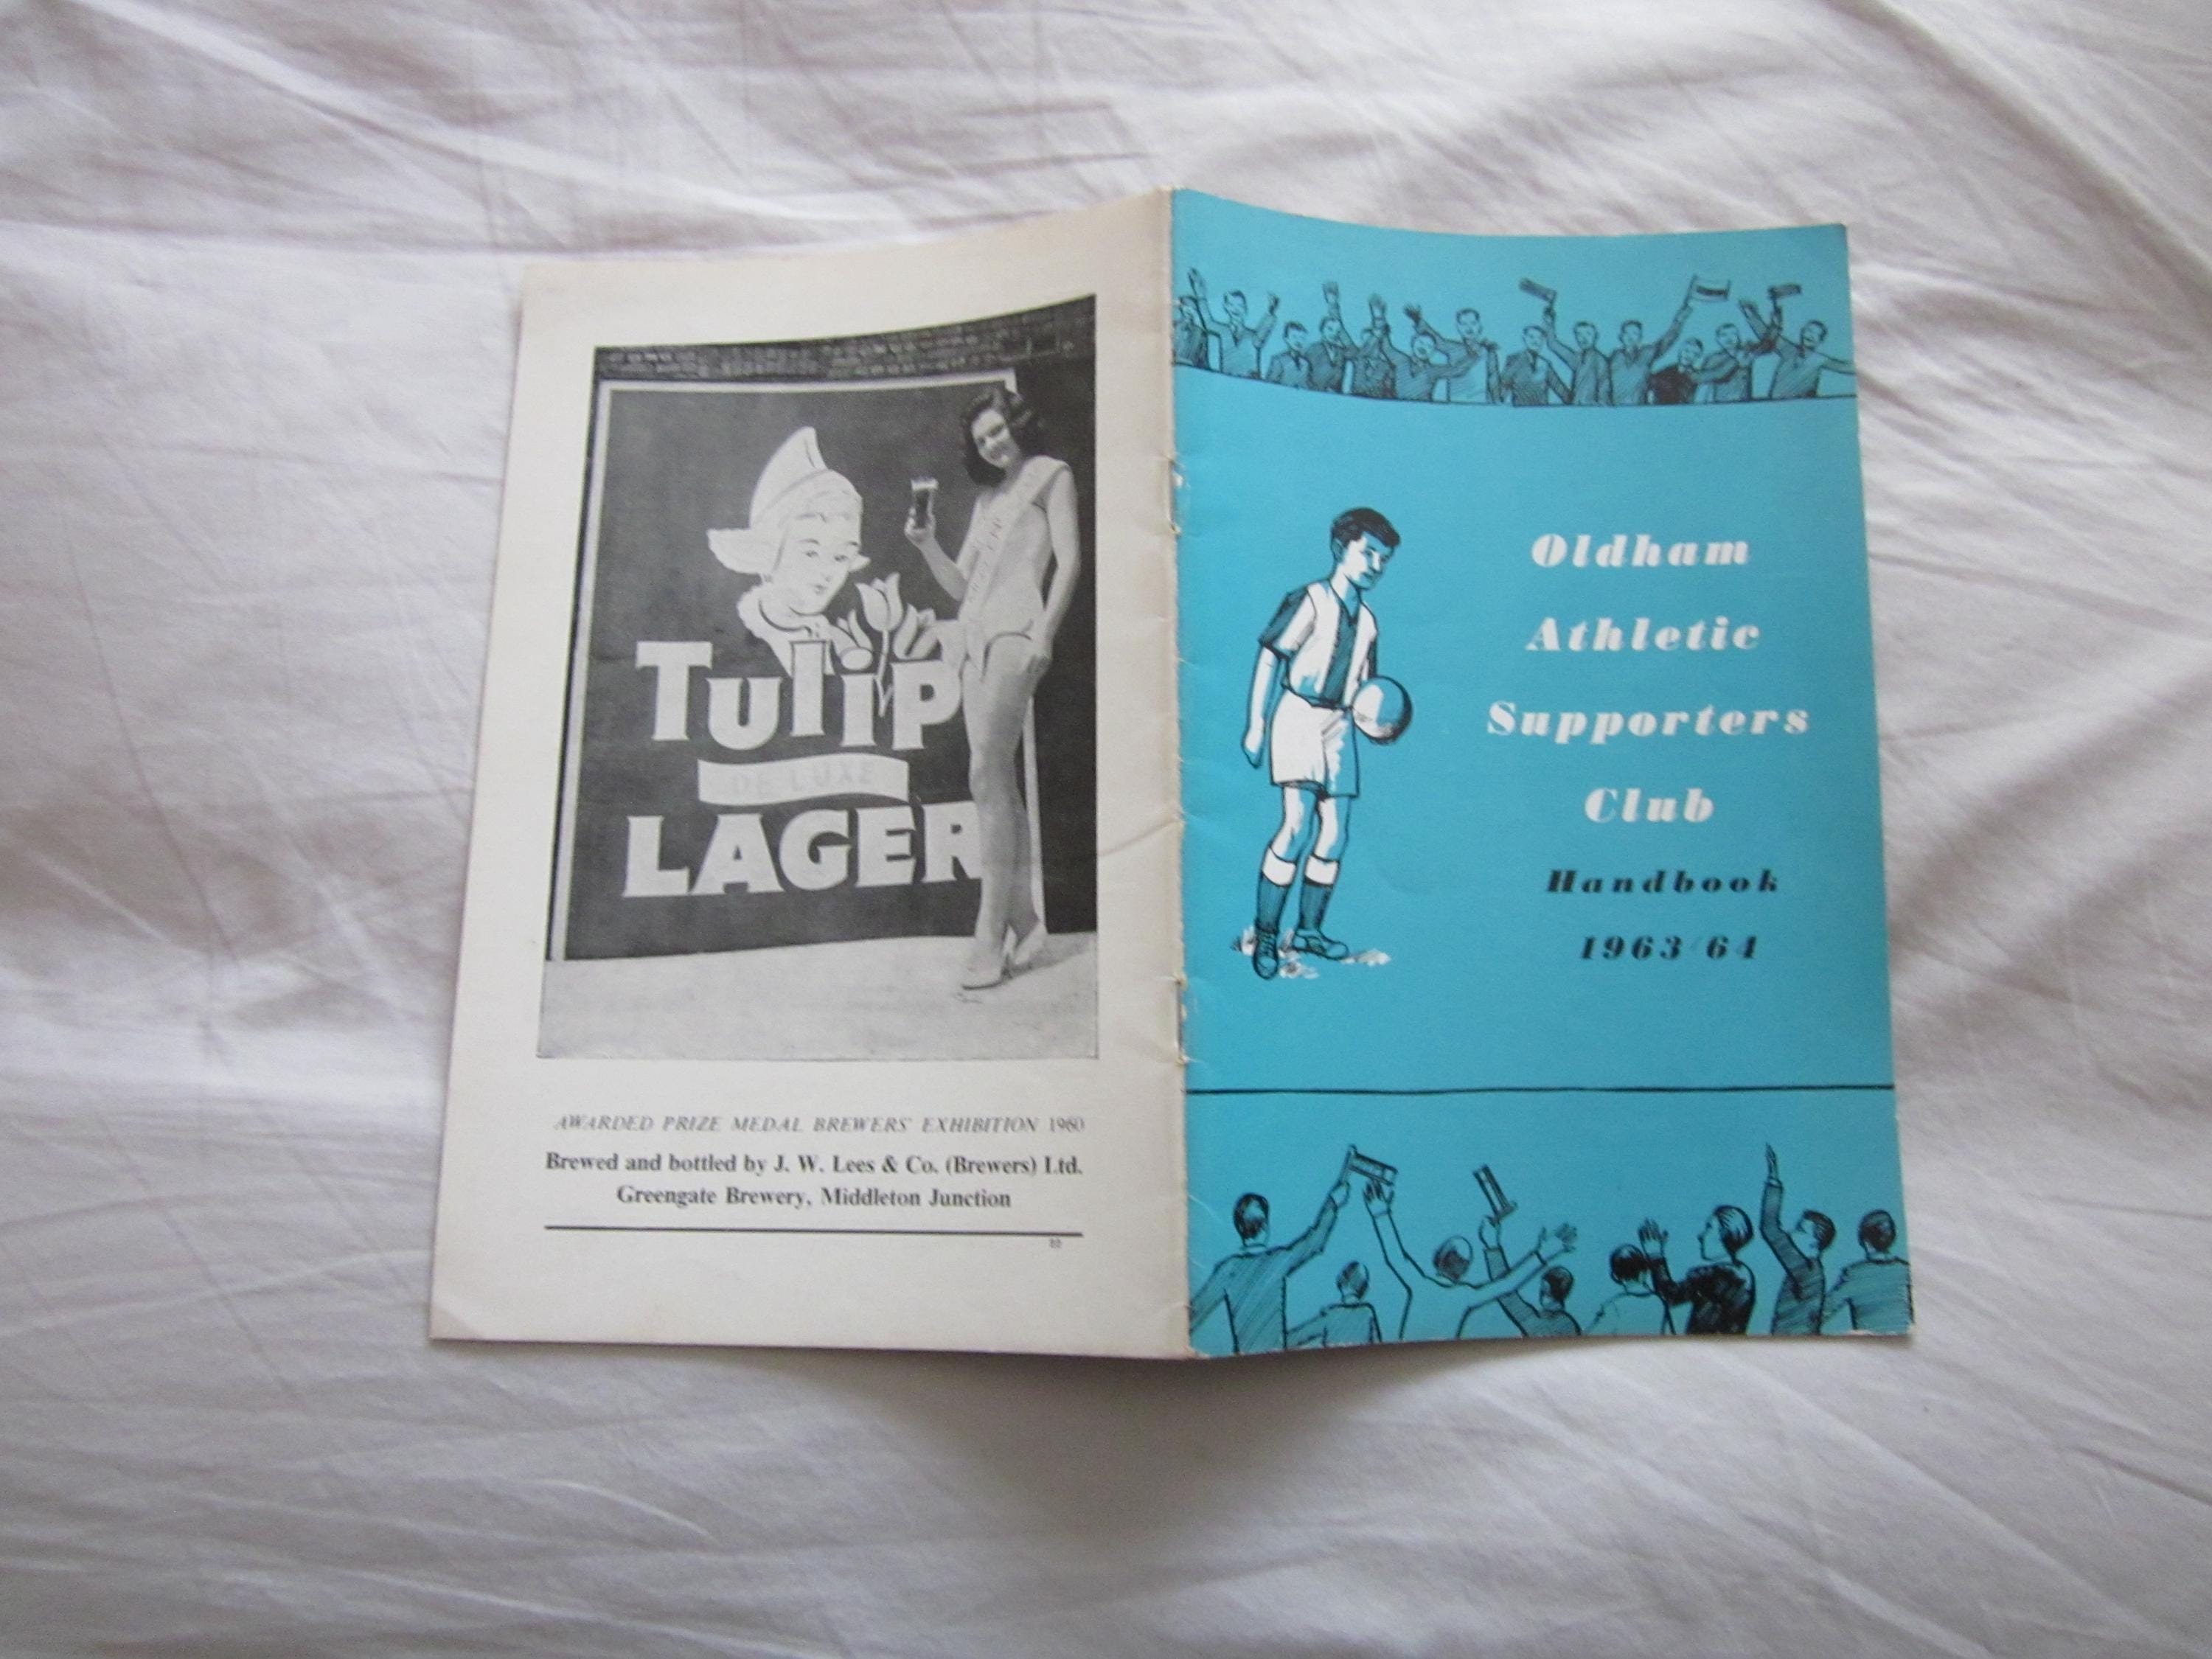 Tulip
DE LUXE
LAGER
AWARDED PRIZE MEDAL BREWERS' EXHIBITION 1960
Brewed and bottled by J. W. Lees & Co. (Brewers) Ltd.
Greengate Brewery, Middleton Junction
Oldham
Athletic
Supporters
Club
Handbook
1963/64